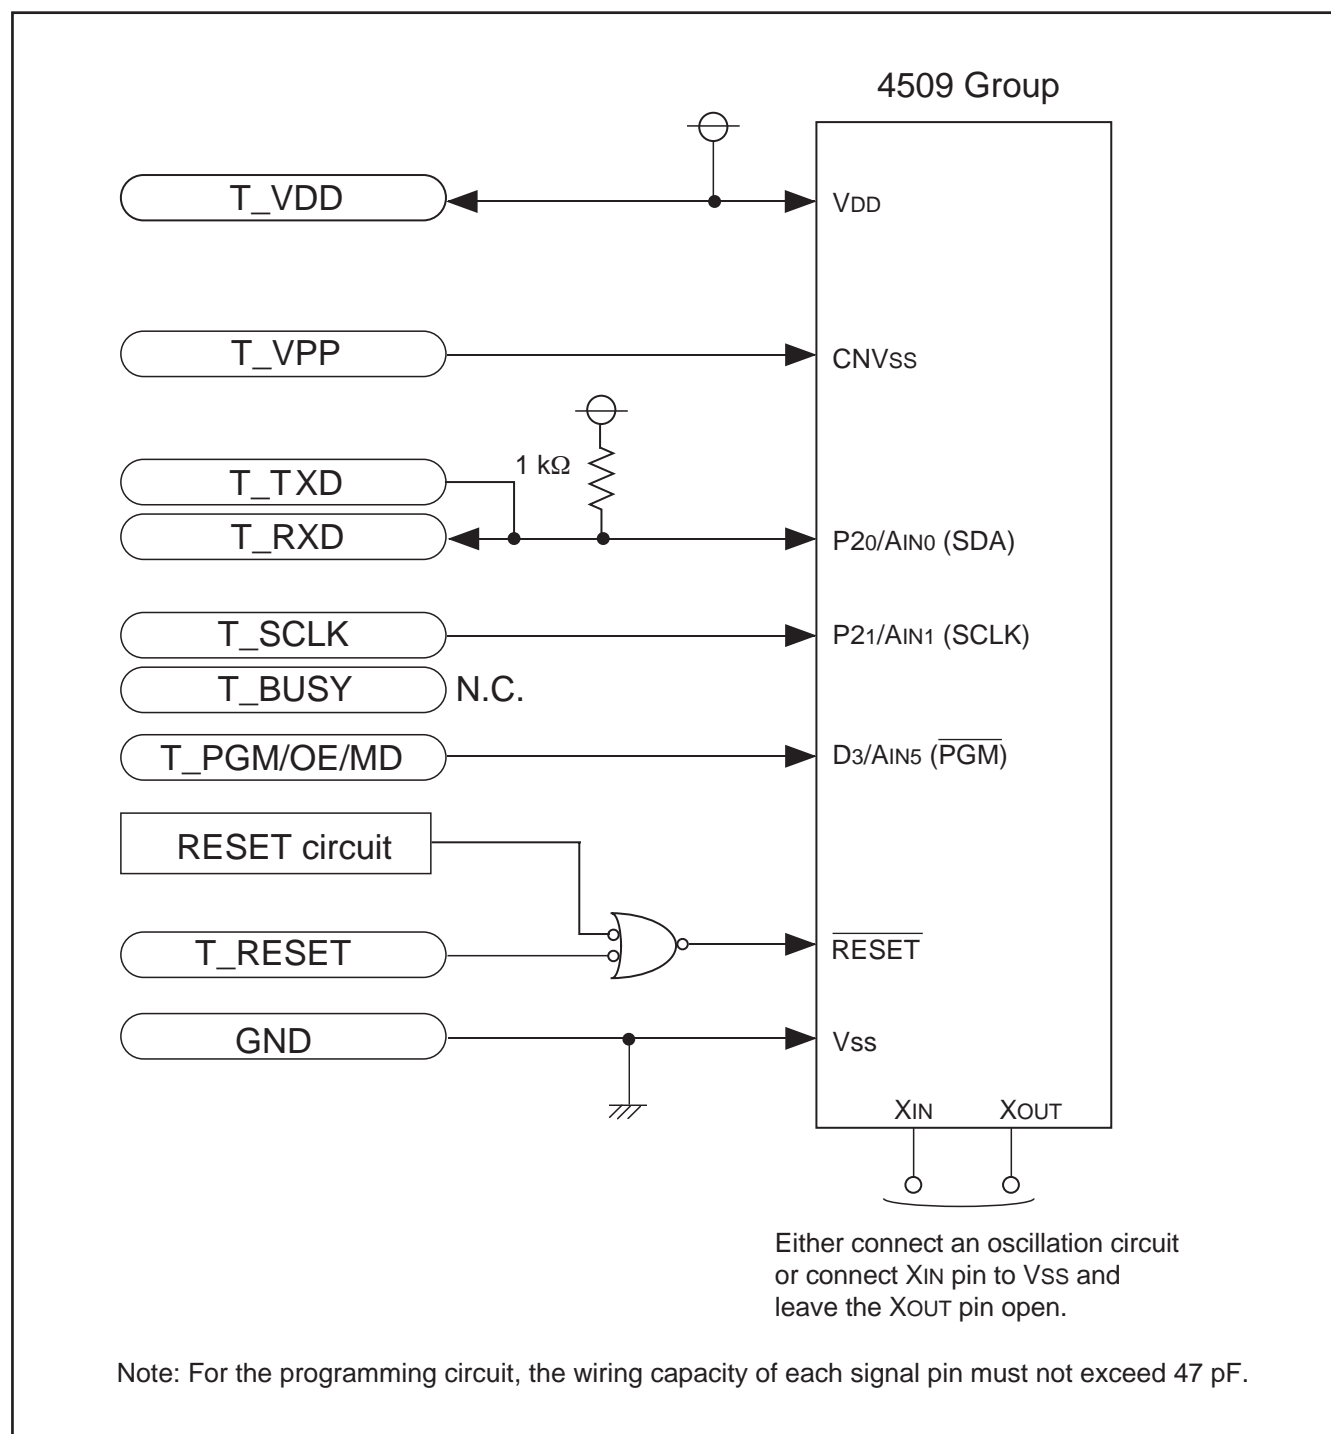 4509 Group
T_VDD
VDD
T_VPP
CNVSS
1 kΩ
T_TXD
T_RXD
P20/AIN0 (SDA)
T_SCLK
P21/AIN1 (SCLK)
T_BUSY N.C.
T_PGM/OE/MD
D3/AIN5 (PGM)
RESET circuit
T_RESET
RESET
GND
VSS
XIN XOUT
Either connect an oscillation circuit
or connect XIN pin to VSS and
leave the XOUT pin open.
Note: For the programming circuit, the wiring capacity of each signal pin must not exceed 47 pF.